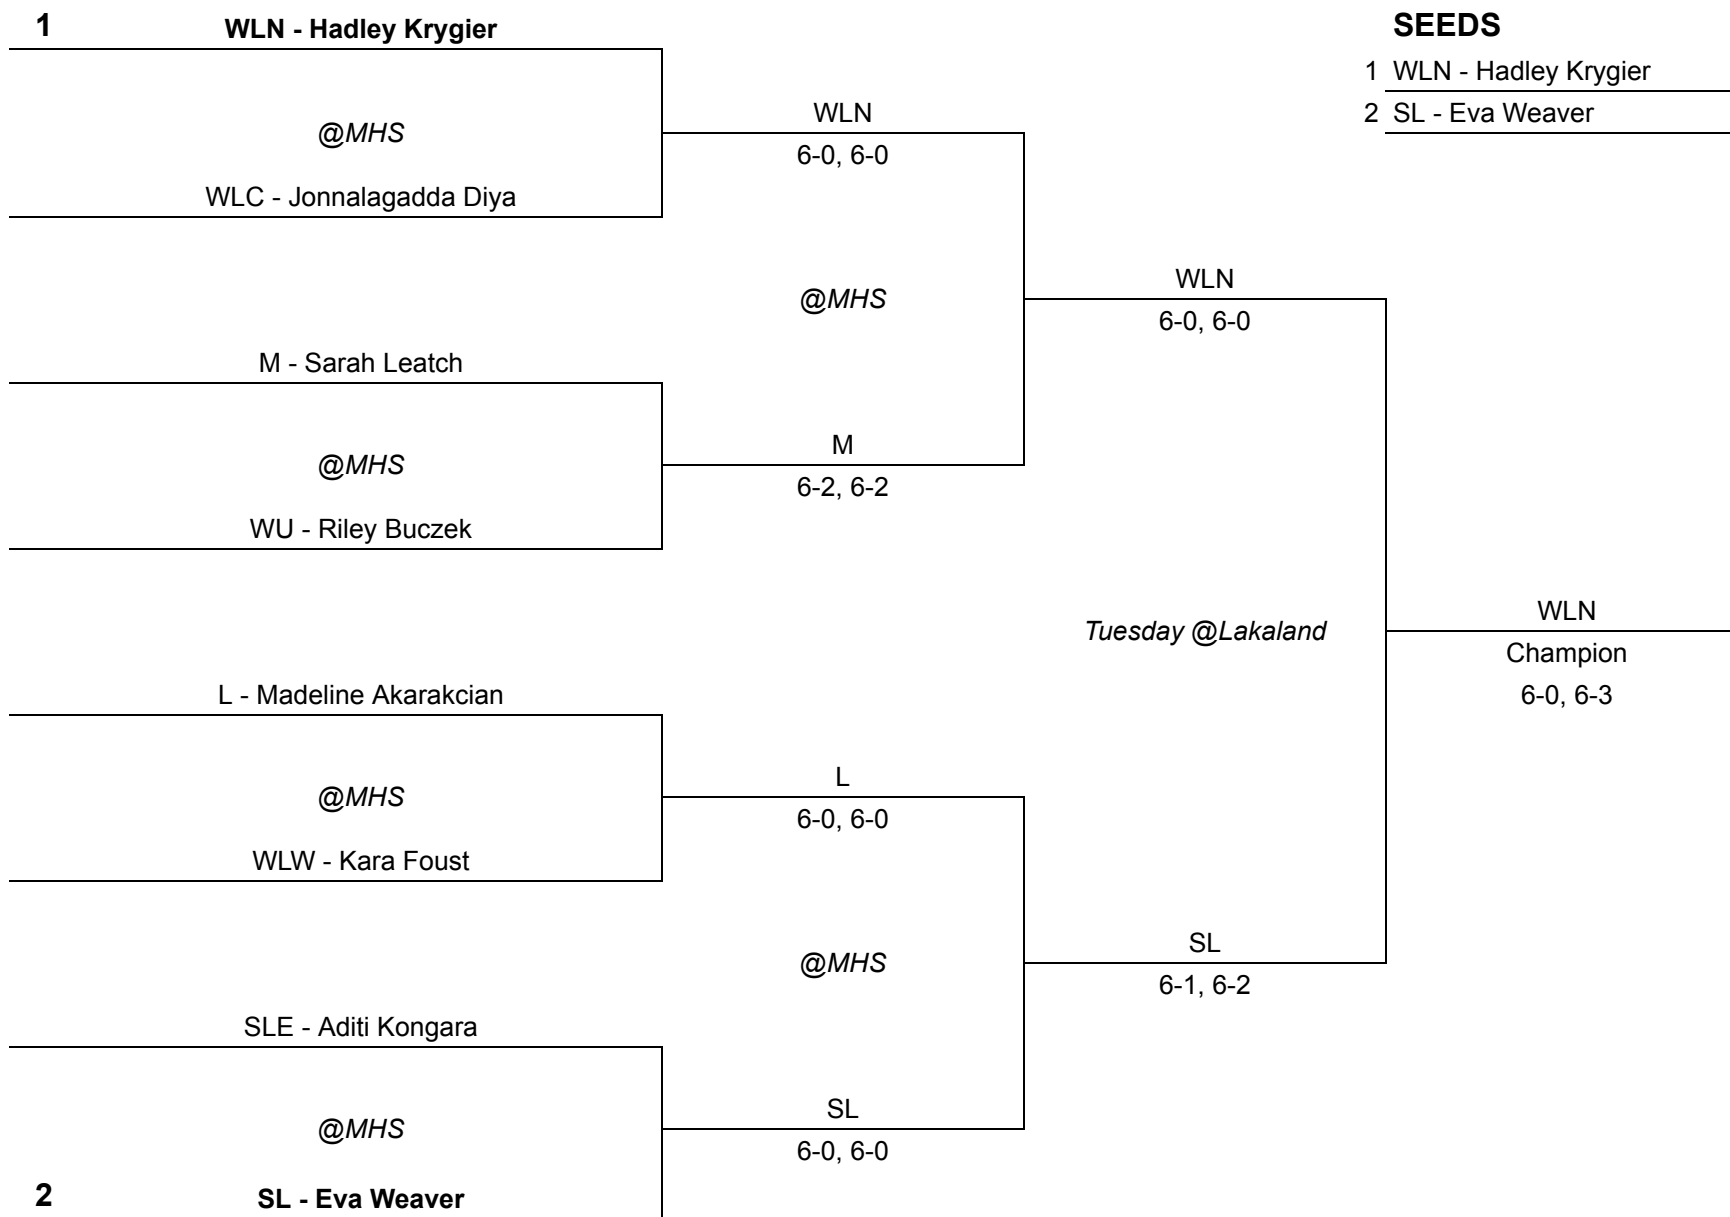 1 WLN - Hadley Krygier
SEEDS
1 WLN - Hadley Krygier
2 SL - Eva Weaver
WLN
@MHS
6-0, 6-0
WLC - Jonnalagadda Diya
WLN
@MHS
6-0, 6-0
M - Sarah Leatch
M
@MHS
6-2, 6-2
WU - Riley Buczek
WLN
Tuesday @Lakaland
Champion
L - Madeline Akarakcian
6-0, 6-3
L
@MHS
6-0, 6-0
WLW - Kara Foust
SL
@MHS
6-1, 6-2
SLE - Aditi Kongara
SL
@MHS
6-0, 6-0
2 SL - Eva Weaver